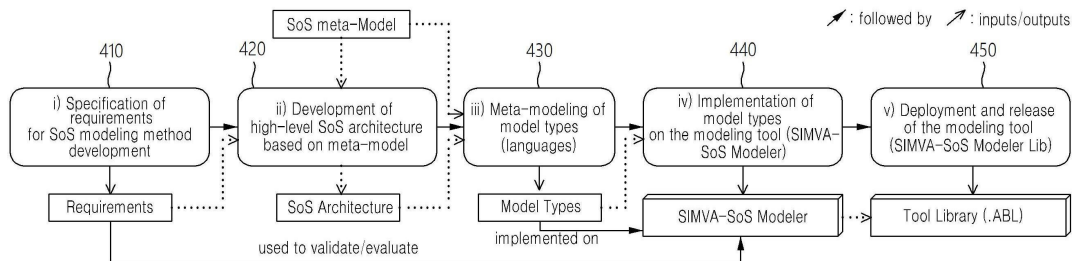 SoS meta-Model
: followed by
: inputs/outputs
410
420
430
440
450
i) Specification of
requirements
for SoS modeling method
development
ii) Development of
high-level SoS architecture
based on meta-model
iii) Meta-modeling of
model types
(languages)
iv) Implementation of
model types
on the modeling tool (SIMVA-
SoS Modeler)
v) Deployment and release
of the modeling tool
(SIMVA-SoS Modeler Lib)
Requirements
SoS Architecture
Model Types
SIMVA-SoS Modeler
Tool Library (.ABL)
used to validate/evaluate
implemented on